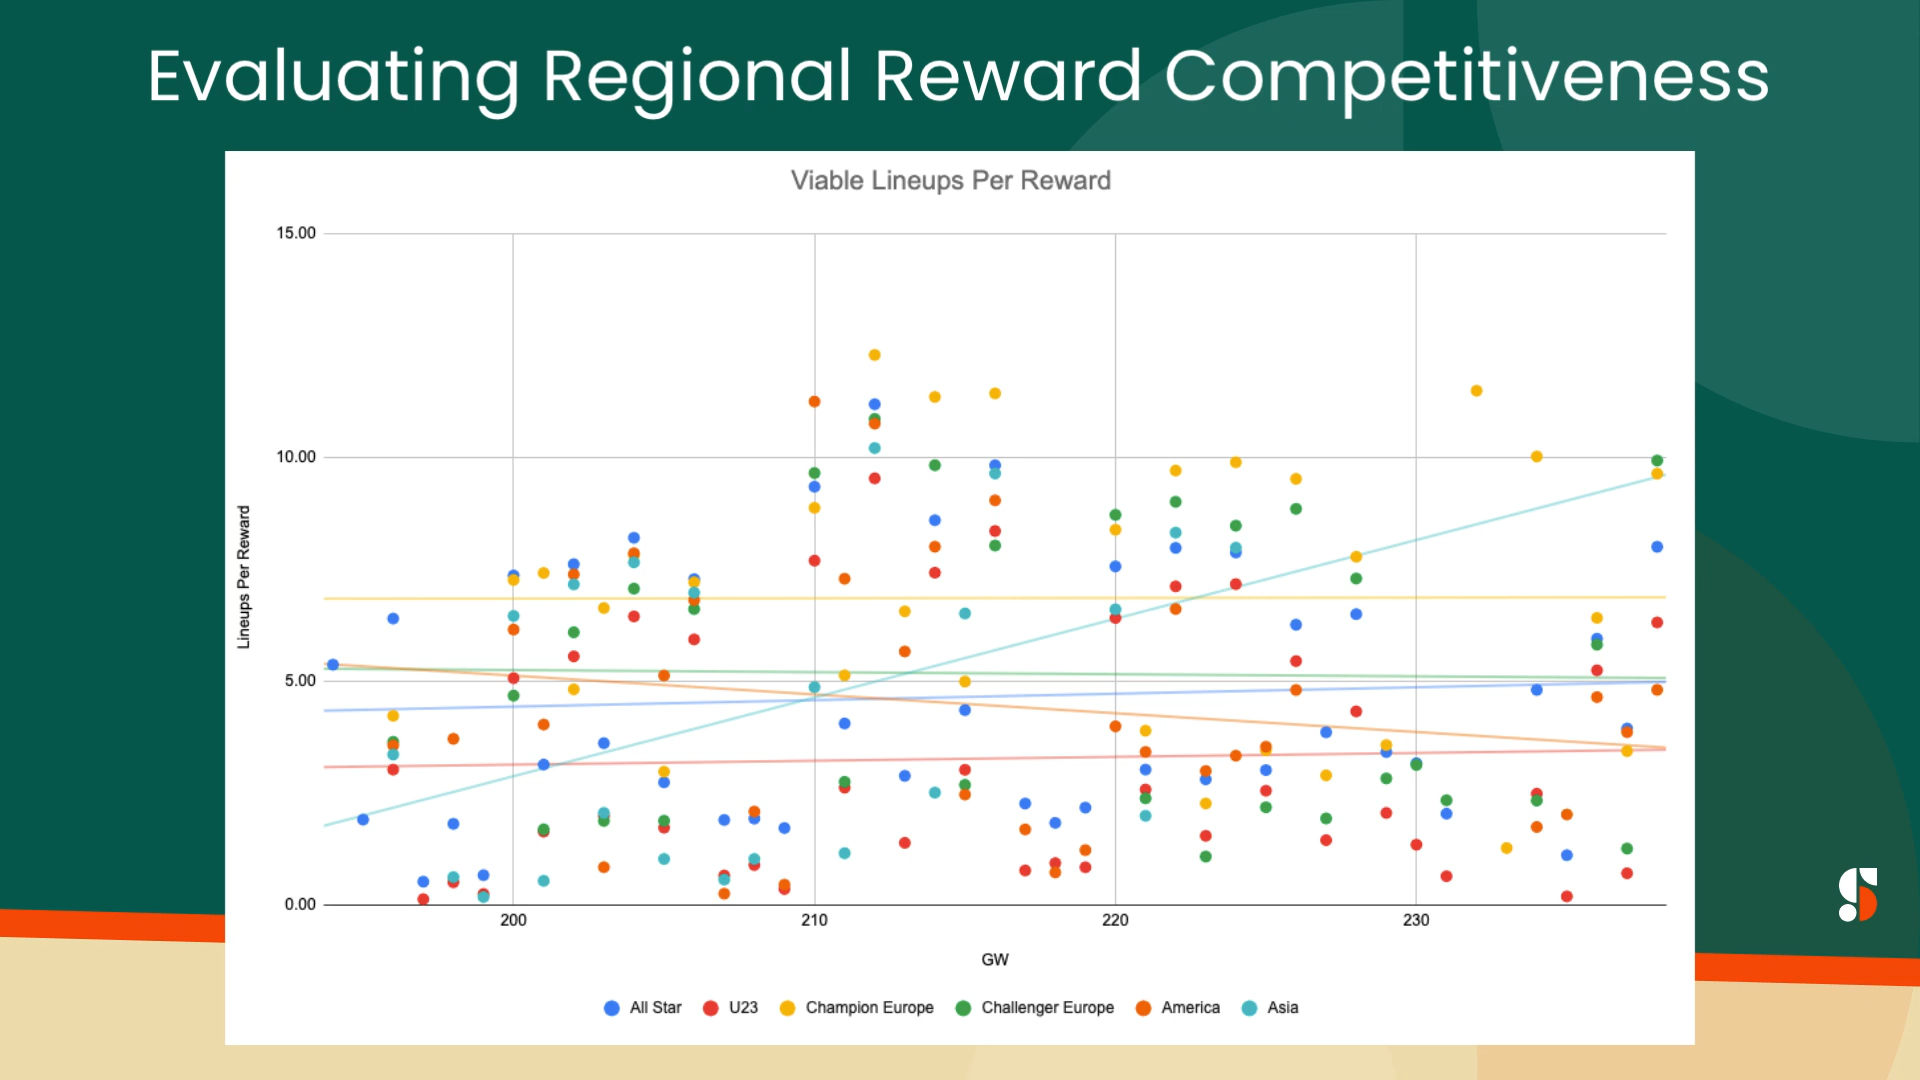 Evaluating Regional Reward Competitiveness
Viable Lineups Per Reward
15.00
10.00
5.00
0.00
Lineups Per Reward
200 210 220 230
GW
All Star U23 Champion Europe Challenger Europe America Asia